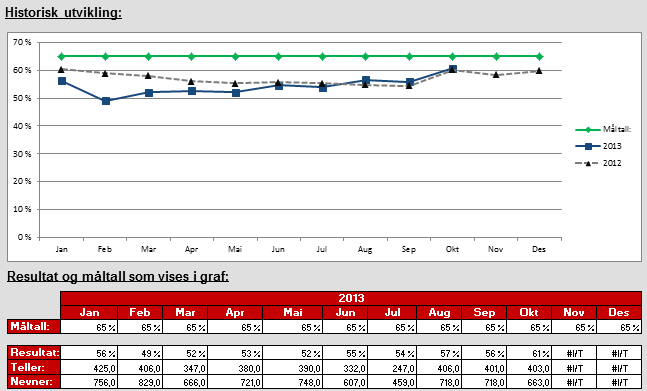 Historisk utvikling:
70 %
60 %
50 %
40 %
30 %
20 %
10 %
0 %
Jan Feb Mar Apr Mai Jun Jul Aug Sep Okt Nov Des
Måltall:
2013
2012
Resultat og måltall som vises i graf:
2013
Jan Feb Mar Apr Mai Jun Jul Aug Sep Okt Nov Des
Måltall: 65 % 65 % 65 % 65 % 65 % 65 % 65 % 65 % 65 % 65 % 65 % 65 %
Resultat: 56 % 49 % 52 % 53 % 52 % 55 % 54 % 57 % 56 % 61 % #I/T #I/T
Teller: 425,0 406,0 347,0 380,0 390,0 332,0 247,0 406,0 401,0 403,0 #I/T #I/T
Nevner: 756,0 829,0 666,0 721,0 748,0 607,0 459,0 718,0 718,0 663,0 #I/T #I/T